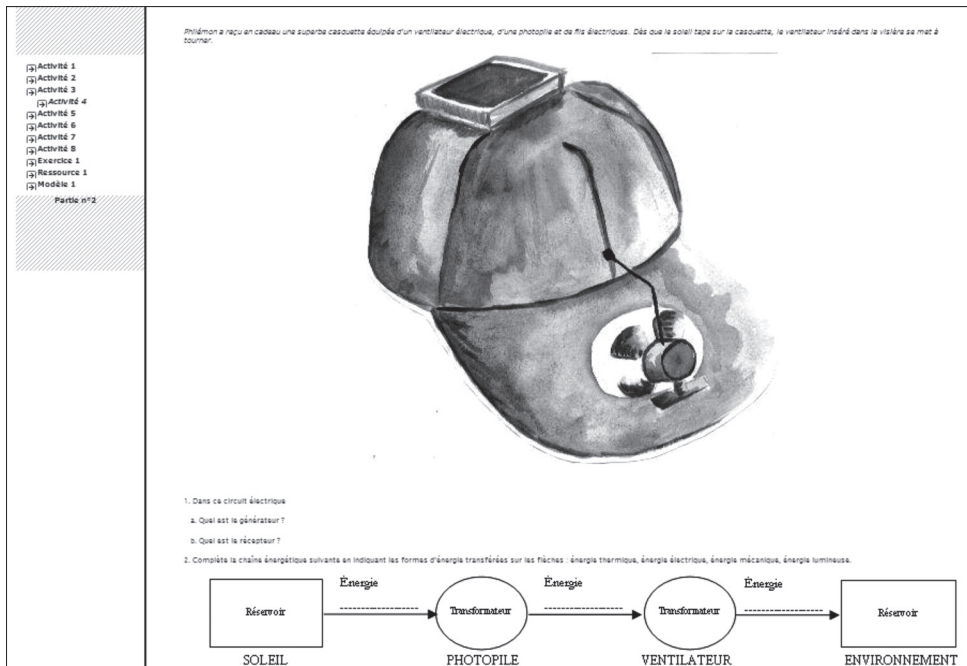 Philémon a reçu en cadeau une superbe casquette équipée d'un ventilateur électrique, d'une photopile et de fils électriques. Dès que le soleil tape sur la casquette, le ventilateur inséré dans la visière se met à
tourner.
Activité 1
Activité 2
Activité 3
Activité 4
Activité 5
Activité 6
Activité 7
Activité 8
Exercice 1
Ressource 1
Modèle 1
Partie n°2
1. Dans ce circuit électrique
a. Quel est le générateur ?
b. Quel est le récepteur ?
2. Complète la chaîne énergétique suivante en indiquant les formes d'énergie transférées sur les flèches : énergie thermique, énergie électrique, énergie mécanique, énergie lumineuse.
Énergie Énergie Énergie
Réservoir Transformateur Transformateur Réservoir
SOLEIL PHOTOPILE VENTILATEUR ENVIRONNEMENT